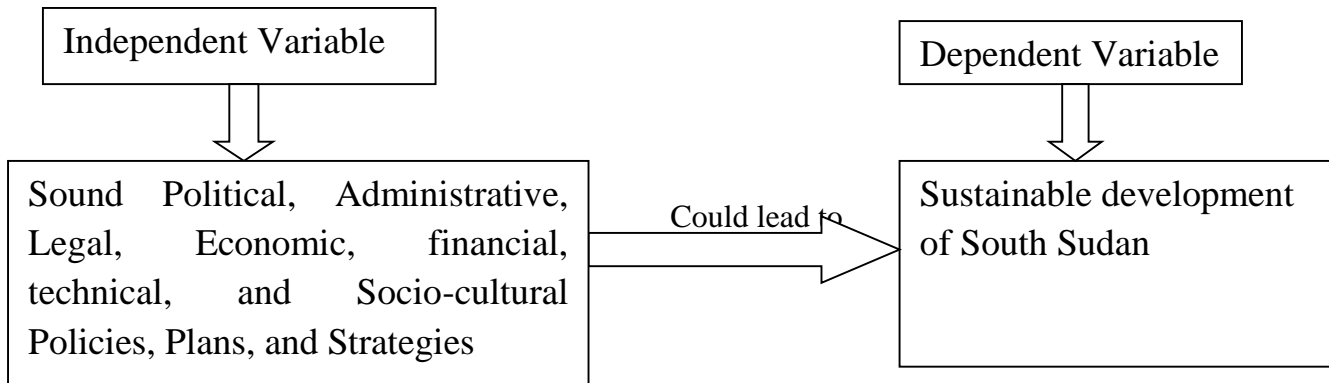 Independent Variable
Dependent Variable
Sound Political, Administrative,
Legal, Economic, financial,
technical, and Socio-cultural
Policies, Plans, and Strategies
Could lead to
Sustainable development
of South Sudan